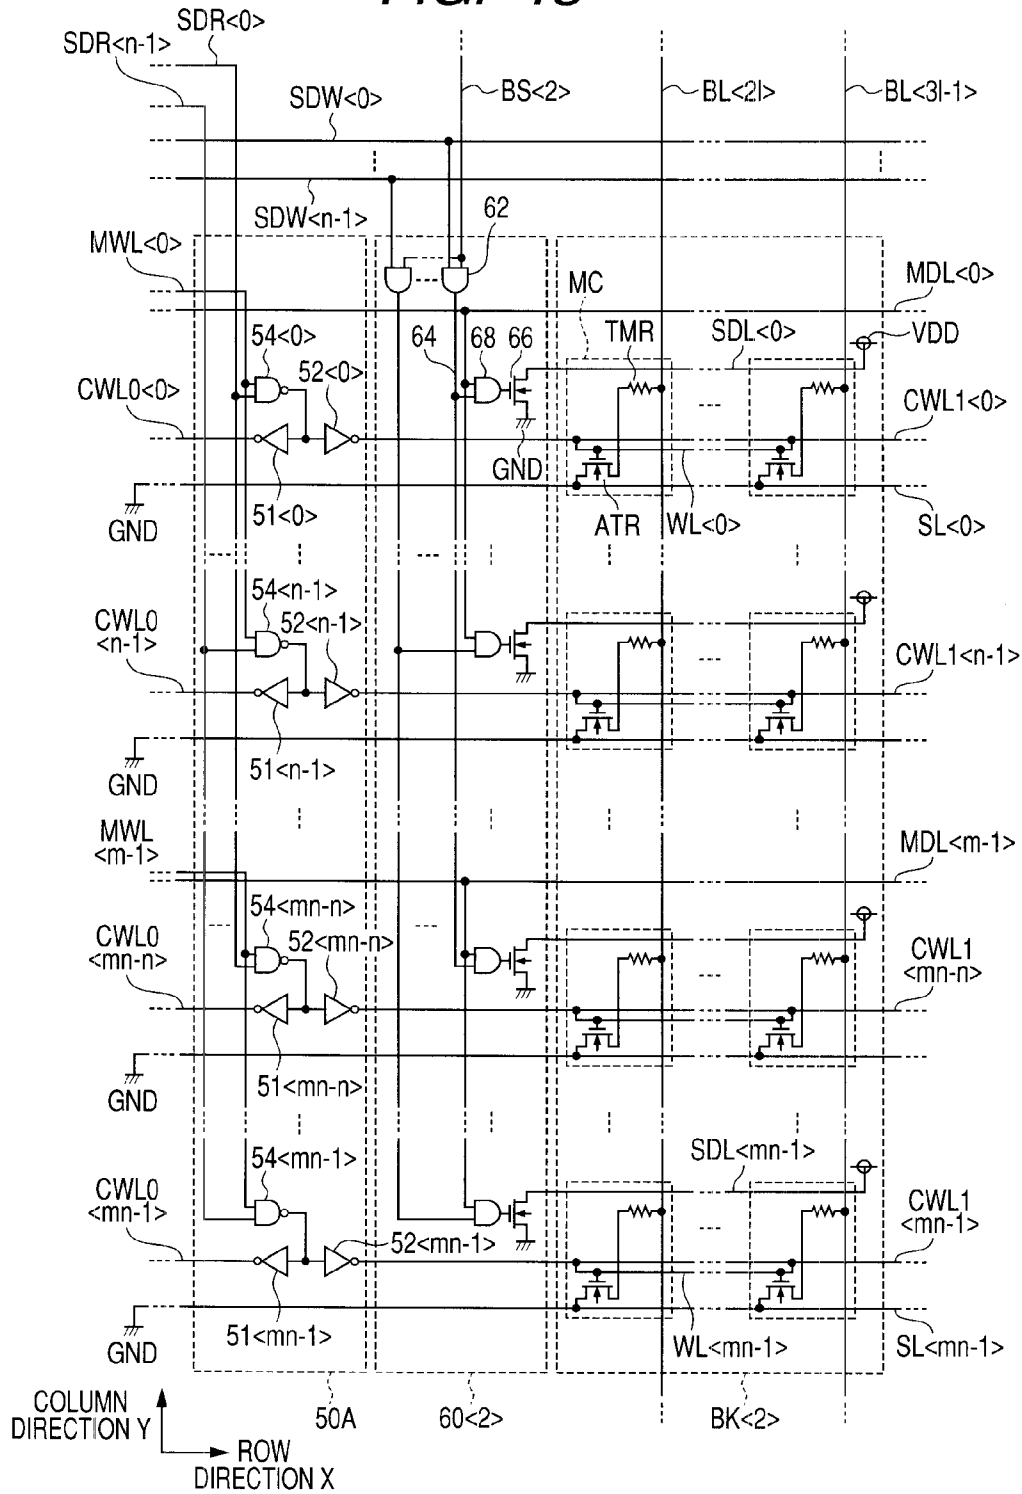 SDR<0>
SDR<n-1>
SDW<0>
BS<2>
BL<2l>
BL<3l-1>
SDW<n-1>
62
MWL<0>
MC
MDL<0>
54<0>
64
68
66
TMR
SDL<0>
VDD
52<0>
CWL0<0>
CWL1<0>
GND
51<0>
GND
ATR
WL<0>
SL<0>
54<n-1>
CWL0
<n-1>
52<n-1>
CWL1<n-1>
51<n-1>
GND
MWL
<m-1>
MDL<m-1>
54<mn-n>
CWL0
<mn-n>
52<mn-n>
CWL1
<mn-n>
51<mn-n>
GND
54<mn-1>
SDL<mn-1>
CWL0
<mn-1>
52<mn-1>
CWL1
<mn-1>
51<mn-1>
GND
WL<mn-1>
SL<mn-1>
COLUMN
DIRECTION Y
50A
60<2>
BK<2>
ROW
DIRECTION X